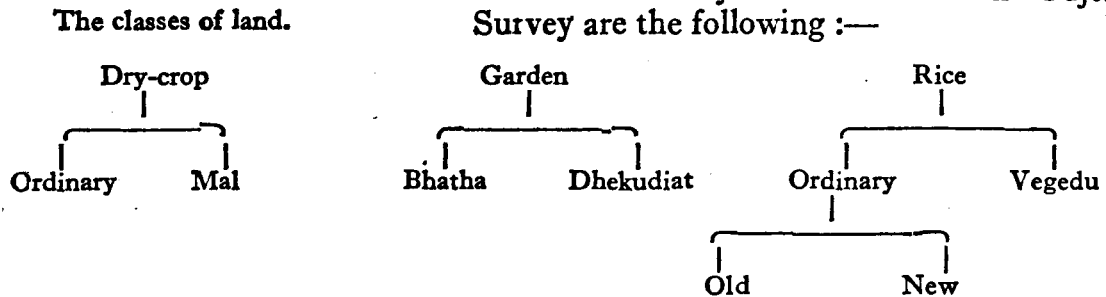 The classes of land.
Survey are the following :—
Dry-crop Garden Rice
Ordinary Mal Bhatha Dhekudiat Ordinary Vegedu
Old New